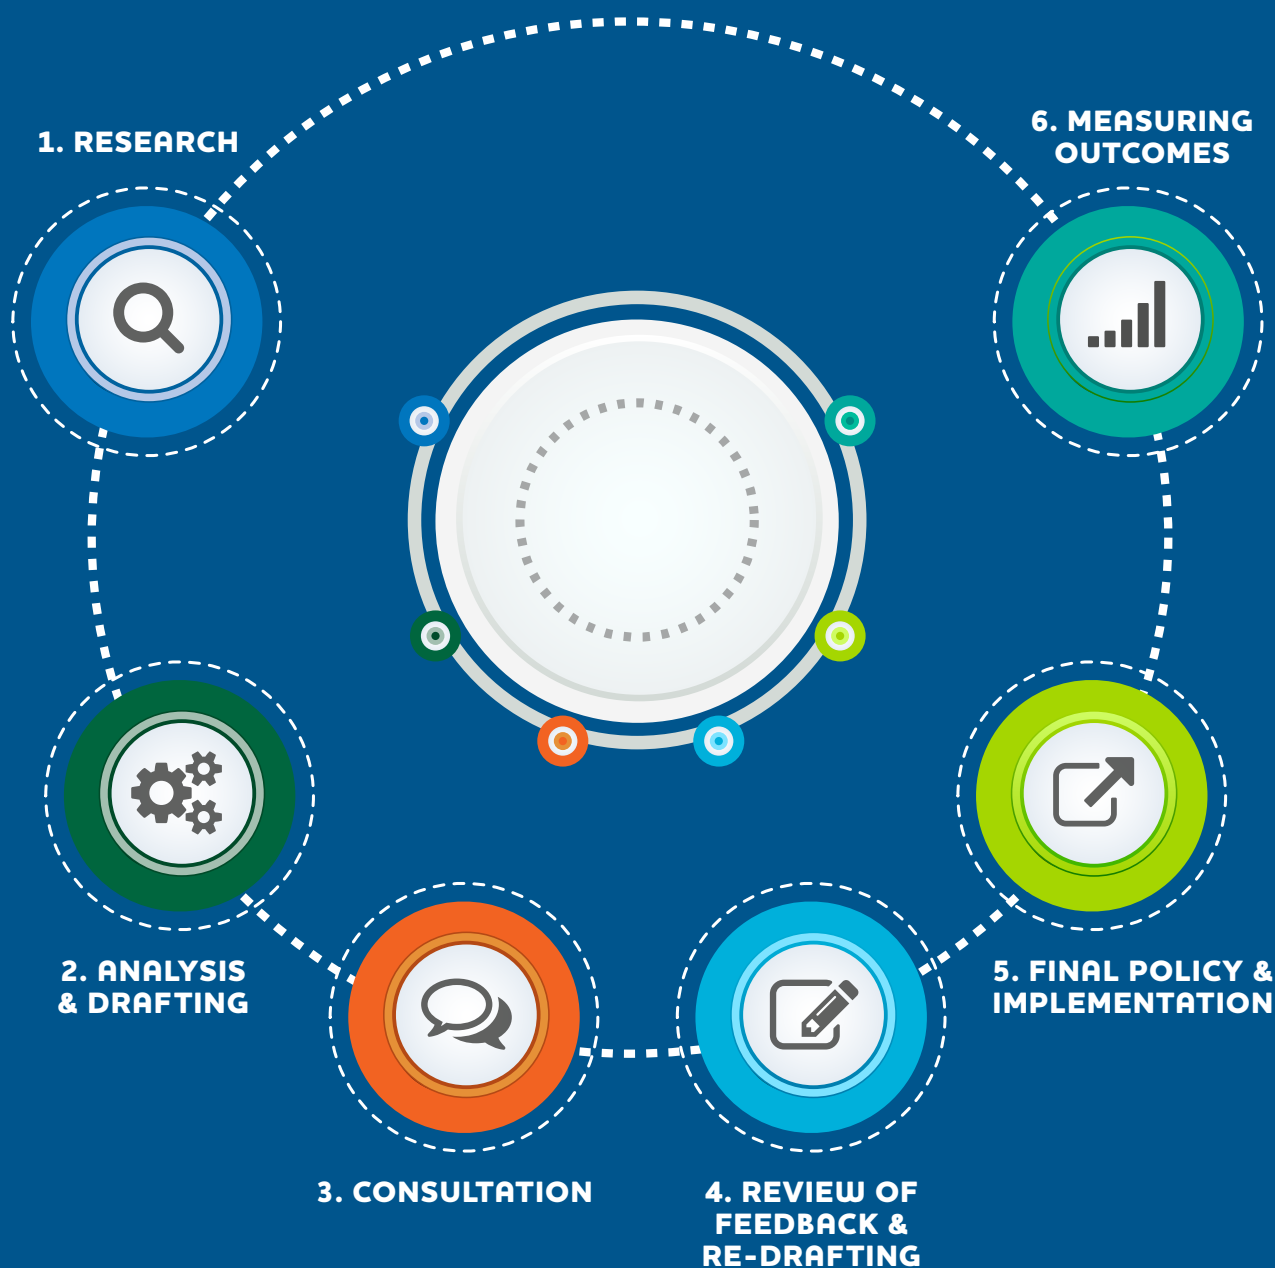 1. RESEARCH
2. ANALYSIS
& DRAFTING
3. CONSULTATION
4. REVIEW OF
FEEDBACK &
RE-DRAFTING
5. FINAL POLICY &
IMPLEMENTATION
6. MEASURING
OUTCOMES